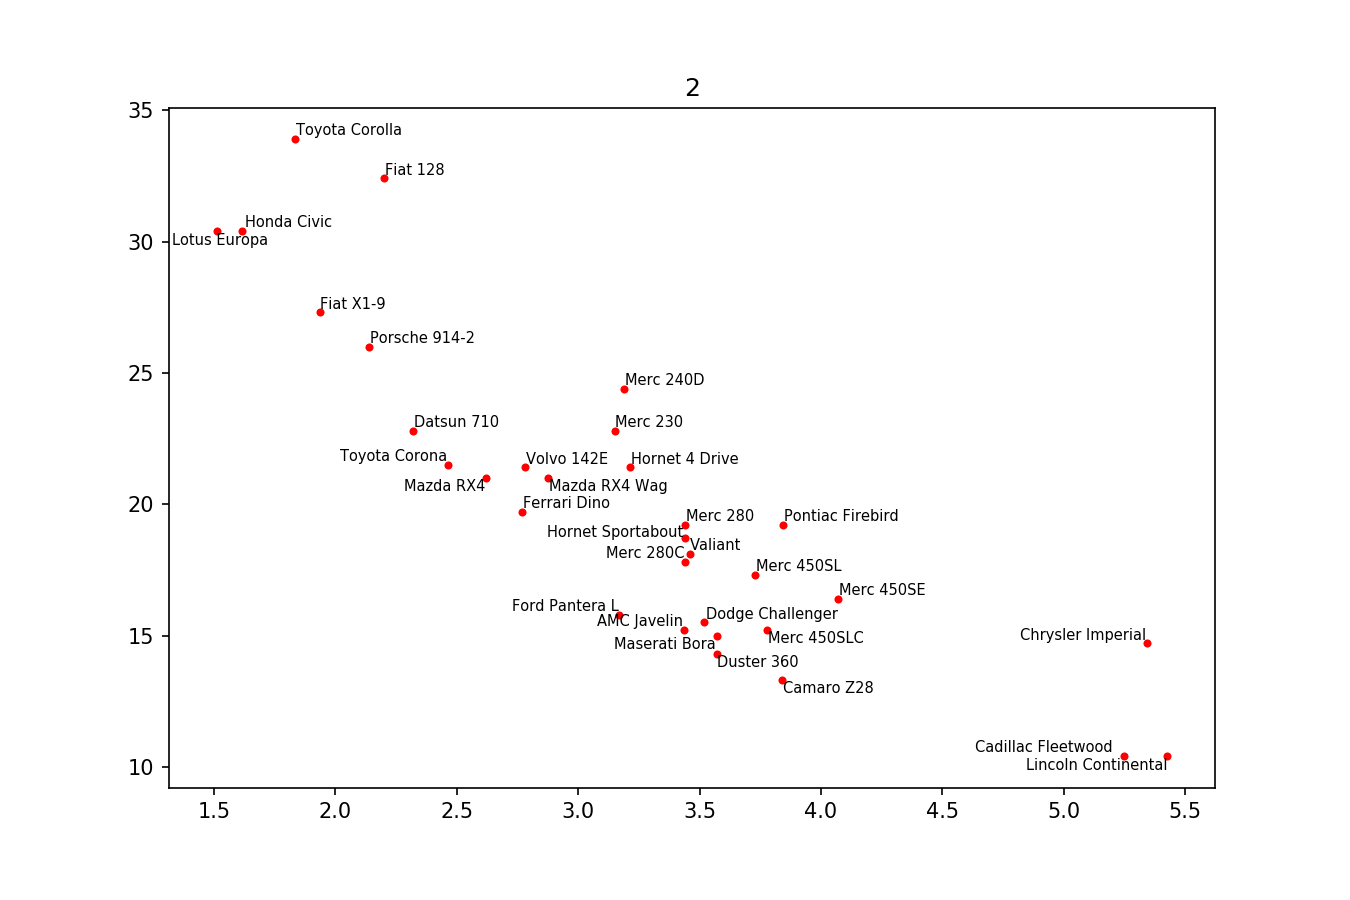 2
35
Toyota Corolla
Fiat 128
Honda Civic
30
Lotus Europa
Fiat X1-9
Porsche 914-2
25
Merc 240D
Datsun 710
Merc 230
Toyota Corona
Volvo 142E
Hornet 4 Drive
Mazda RX4
Mazda RX4 Wag
20
Ferrari Dino
Merc 280
Pontiac Firebird
Hornet Sportabout
Valiant
Merc 280C
Merc 450SL
Merc 450SE
Ford Pantera L
Dodge Challenger
AMC Javelin
15
Chrysler Imperial
Merc 450SLC
Maserati Bora
Duster 360
Camaro Z28
Cadillac Fleetwood
10
Lincoln Continental
1.5 2.0 2.5 3.0 3.5 4.0 4.5 5.0 5.5